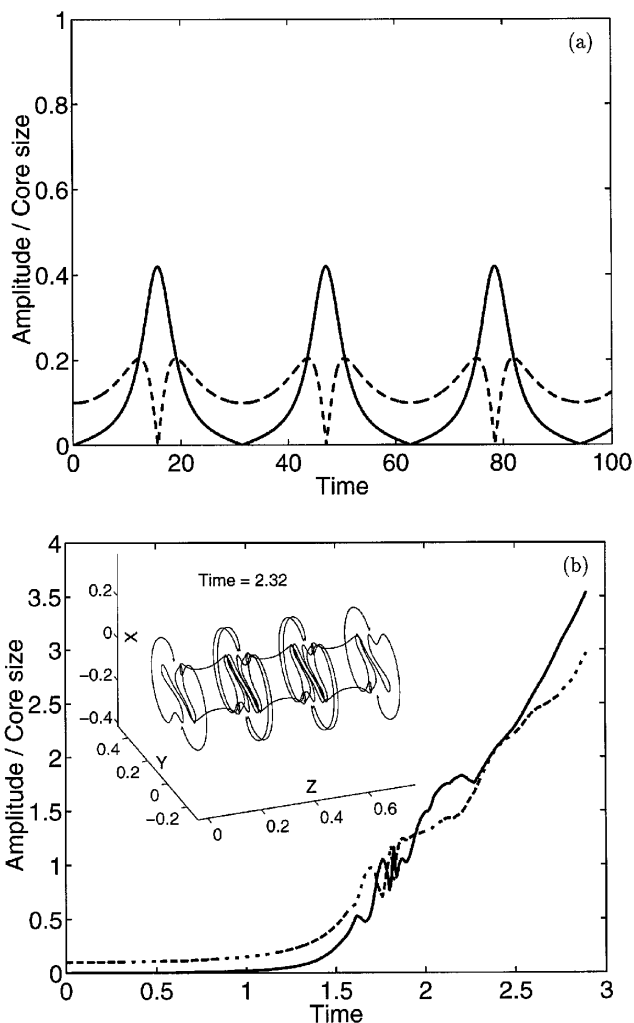 (a)
1
0.8
0.6
0.4
0.2
0
Amplitude / Core size
0 20 40 60 80 100
Time
(b)
4
3.5
3
2.5
2
1.5
1
0.5
0
Amplitude / Core size
Time = 2.32
0.2
0
−0.2
−0.4
X
0.4
0.2
0
−0.2
Y
Z
0 0.2 0.4 0.6
0 0.5 1 1.5 2 2.5 3
Time